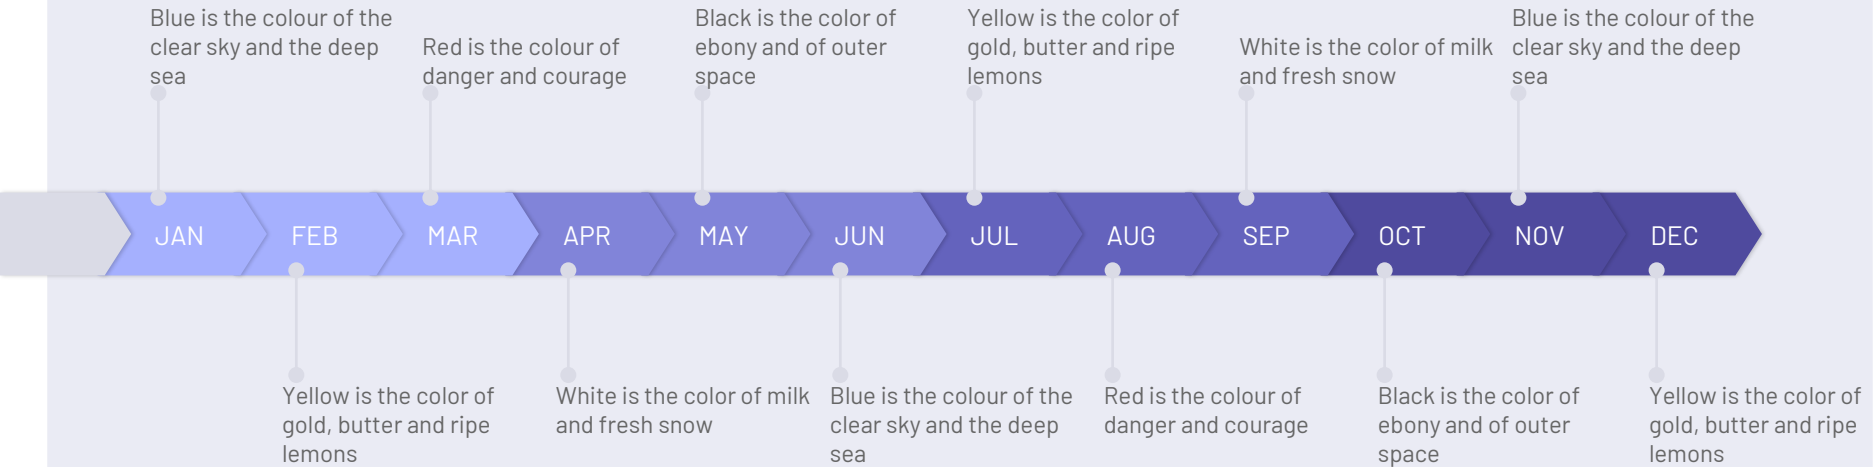 Blue is the colour of the
clear sky and the deep
sea
Red is the colour of
danger and courage
Black is the color of
ebony and of outer
space
Yellow is the color of
gold, butter and ripe
lemons
White is the color of milk
and fresh snow
Blue is the colour of the
clear sky and the deep
sea
JAN
FEB
MAR
APR
MAY
JUN
JUL
AUG
SEP
OCT
NOV
DEC
Yellow is the color of
gold, butter and ripe
lemons
White is the color of milk
and fresh snow
Blue is the colour of the
clear sky and the deep
sea
Red is the colour of
danger and courage
Black is the color of
ebony and of outer
space
Yellow is the color of
gold, butter and ripe
lemons